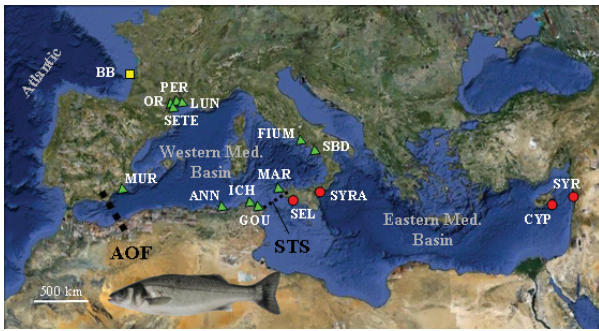 Atlantic
BB
PER
OR
LUN
SETE
FIUM
SBD
Western Med.
Basin
MUR
MAR
ICH
ANN
GOU
SEL
SYRA
SYR
CYP
Eastern Med.
Basin
AOF
STS
500 km